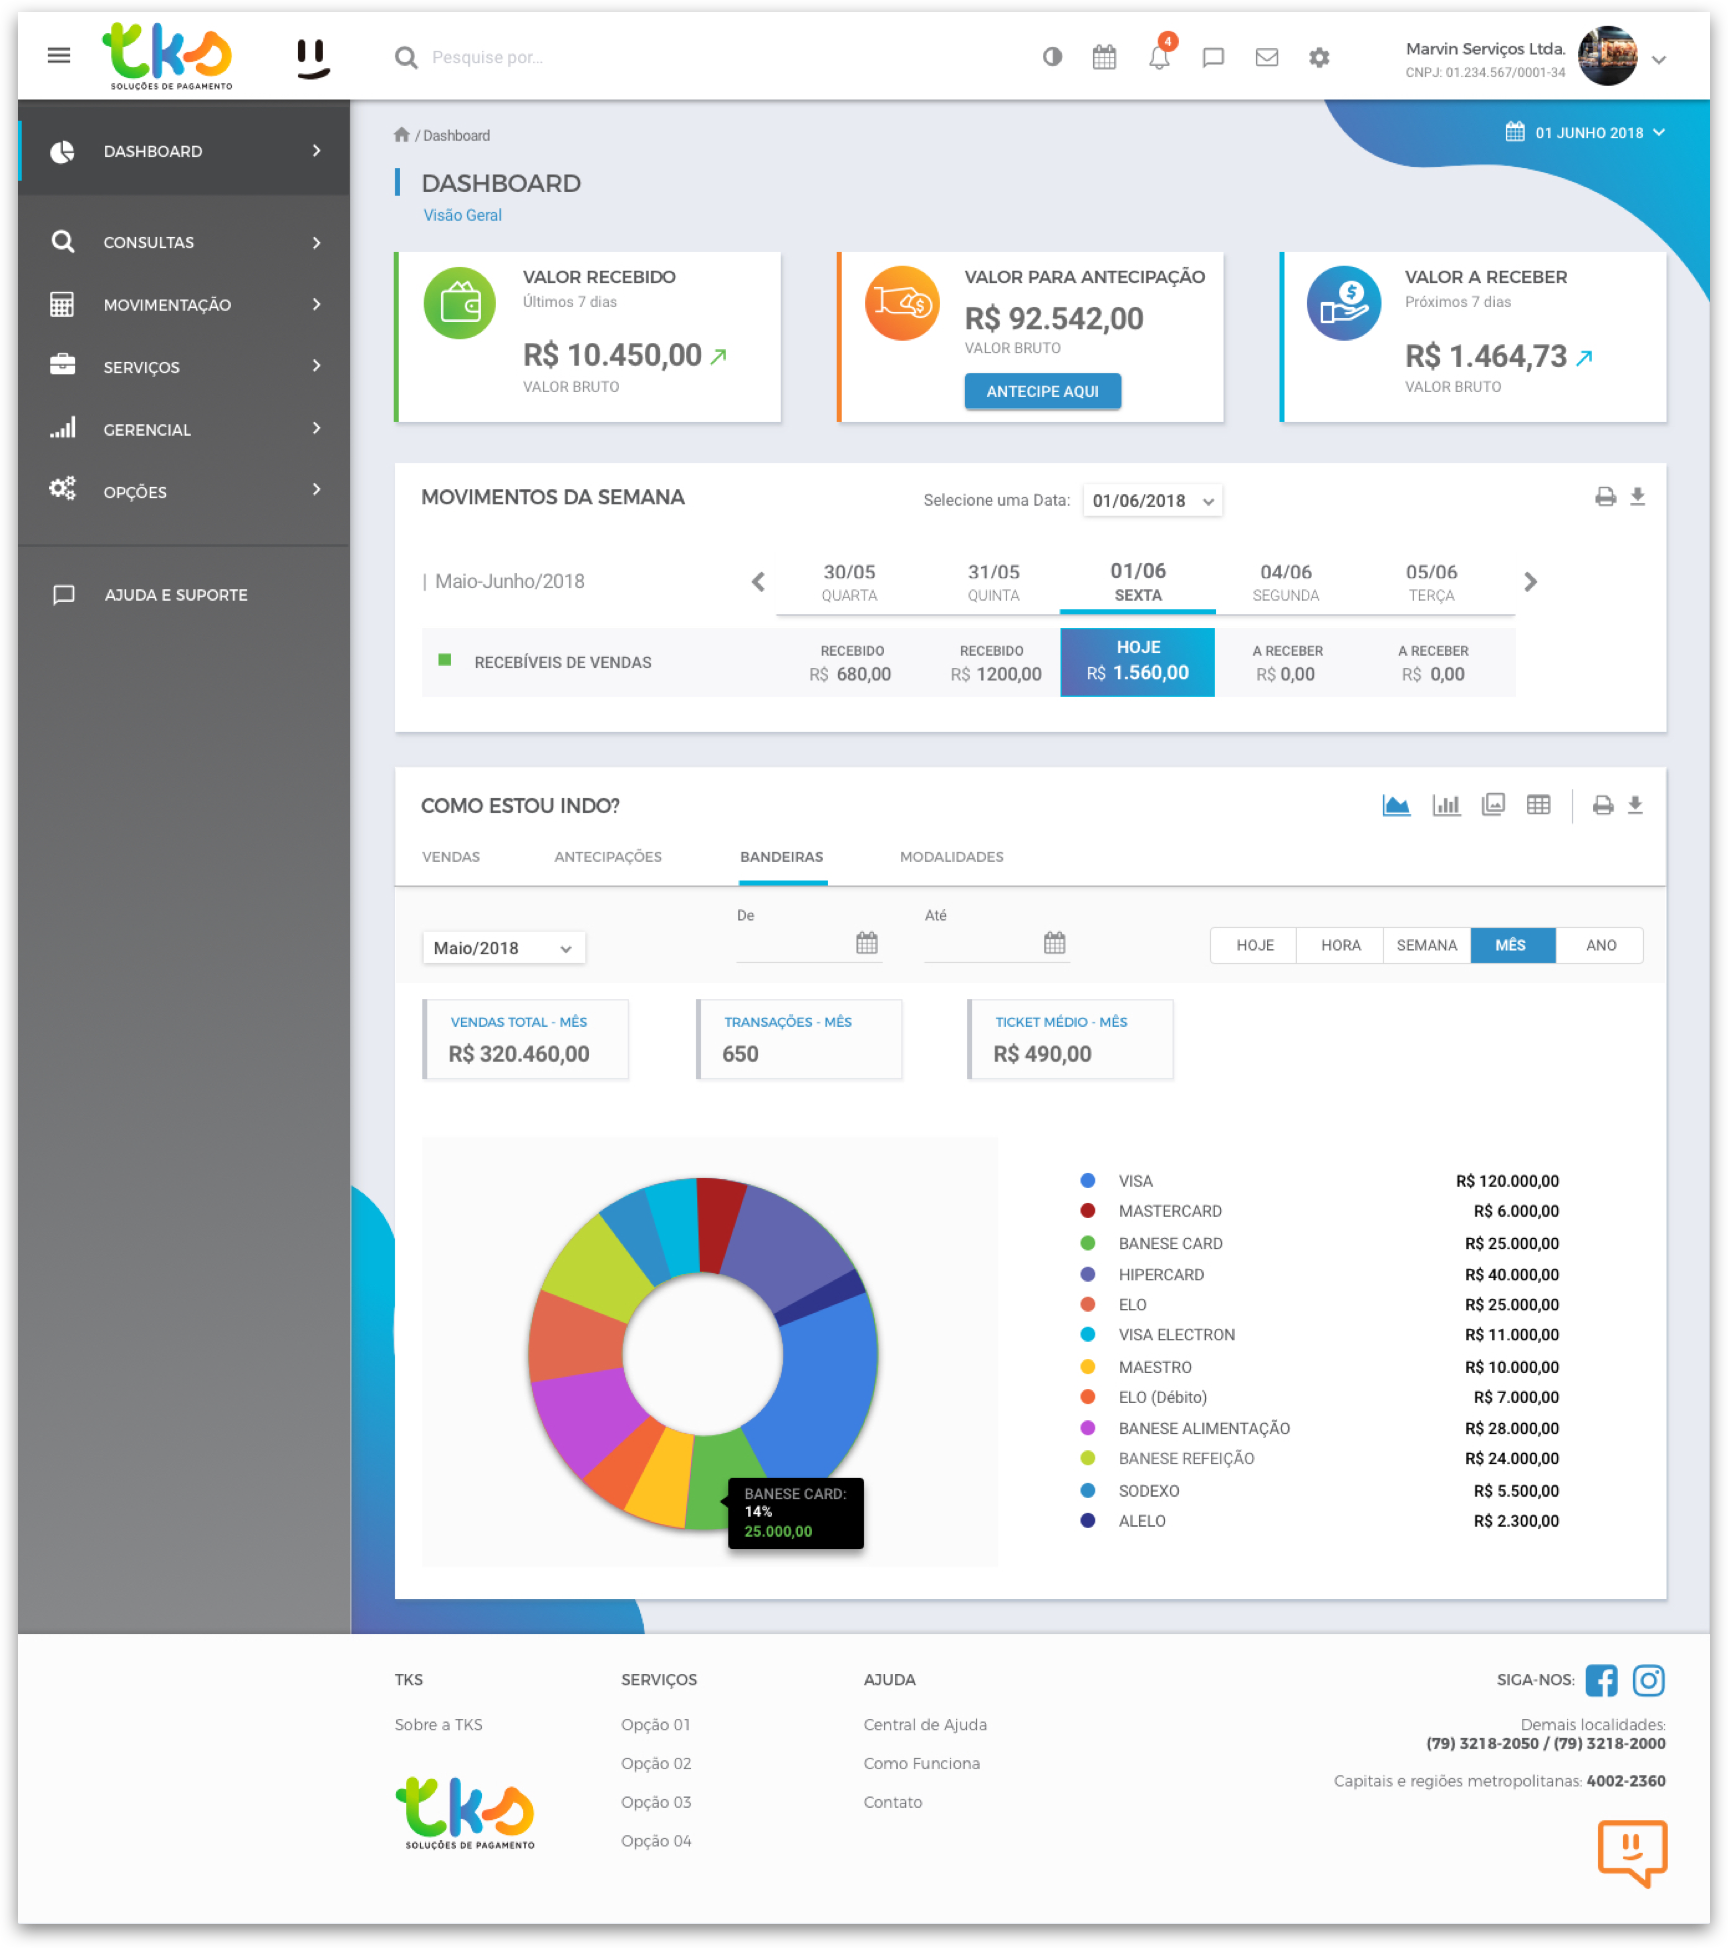 tks
SOLUÇÕES DE PAGAMENTO
Pesquise por...
4
Marvin Serviços Ltda.
CNPJ: 01.234.567/0001-34
DASHBOARD
CONSULTAS
MOVIMENTAÇÃO
SERVIÇOS
GERENCIAL
OPÇÕES
AJUDA E SUPORTE
/ Dashboard
01 JUNHO 2018
DASHBOARD
Visão Geral
VALOR RECEBIDO
Últimos 7 dias
R$ 10.450,00
VALOR BRUTO
VALOR PARA ANTECIPAÇÃO
R$ 92.542,00
VALOR BRUTO
ANTECIPE AQUI
VALOR A RECEBER
Próximos 7 dias
R$ 1.464,73
VALOR BRUTO
MOVIMENTOS DA SEMANA
Selecione uma Data: 01/06/2018
| Maio-Junho/2018
30/05 31/05 01/06 04/06 05/06
QUARTA QUINTA SEXTA SEGUNDA TERÇA
RECEBÍVEIS DE VENDAS
RECEBIDO RECEBIDO HOJE A RECEBER A RECEBER
R$ 680,00 R$ 1200,00 R$ 1.560,00 R$ 0,00 R$ 0,00
COMO ESTOU INDO?
VENDAS ANTECIPAÇÕES BANDEIRAS MODALIDADES
De Até
Maio/2018
HOJE HORA SEMANA MÊS ANO
VENDAS TOTAL - MÊS
R$ 320.460,00
TRANSAÇÕES - MÊS
650
TICKET MÉDIO - MÊS
R$ 490,00
BANESE CARD:
14%
25.000,00
VISA R$ 120.000,00
MASTERCARD R$ 6.000,00
BANESE CARD R$ 25.000,00
HIPERCARD R$ 40.000,00
ELO R$ 25.000,00
VISA ELECTRON R$ 11.000,00
MAESTRO R$ 10.000,00
ELO (Débito) R$ 7.000,00
BANESE ALIMENTAÇÃO R$ 28.000,00
BANESE REFEIÇÃO R$ 24.000,00
SODEXO R$ 5.500,00
ALELO R$ 2.300,00
TKS
Sobre a TKS
tks
SOLUÇÕES DE PAGAMENTO
SERVIÇOS
Opção 01
Opção 02
Opção 03
Opção 04
AJUDA
Central de Ajuda
Como Funciona
Contato
SIGA-NOS:
Demais localidades:
(79) 3218-2050 / (79) 3218-2000
Capitais e regiões metropolitanas: 4002-2360